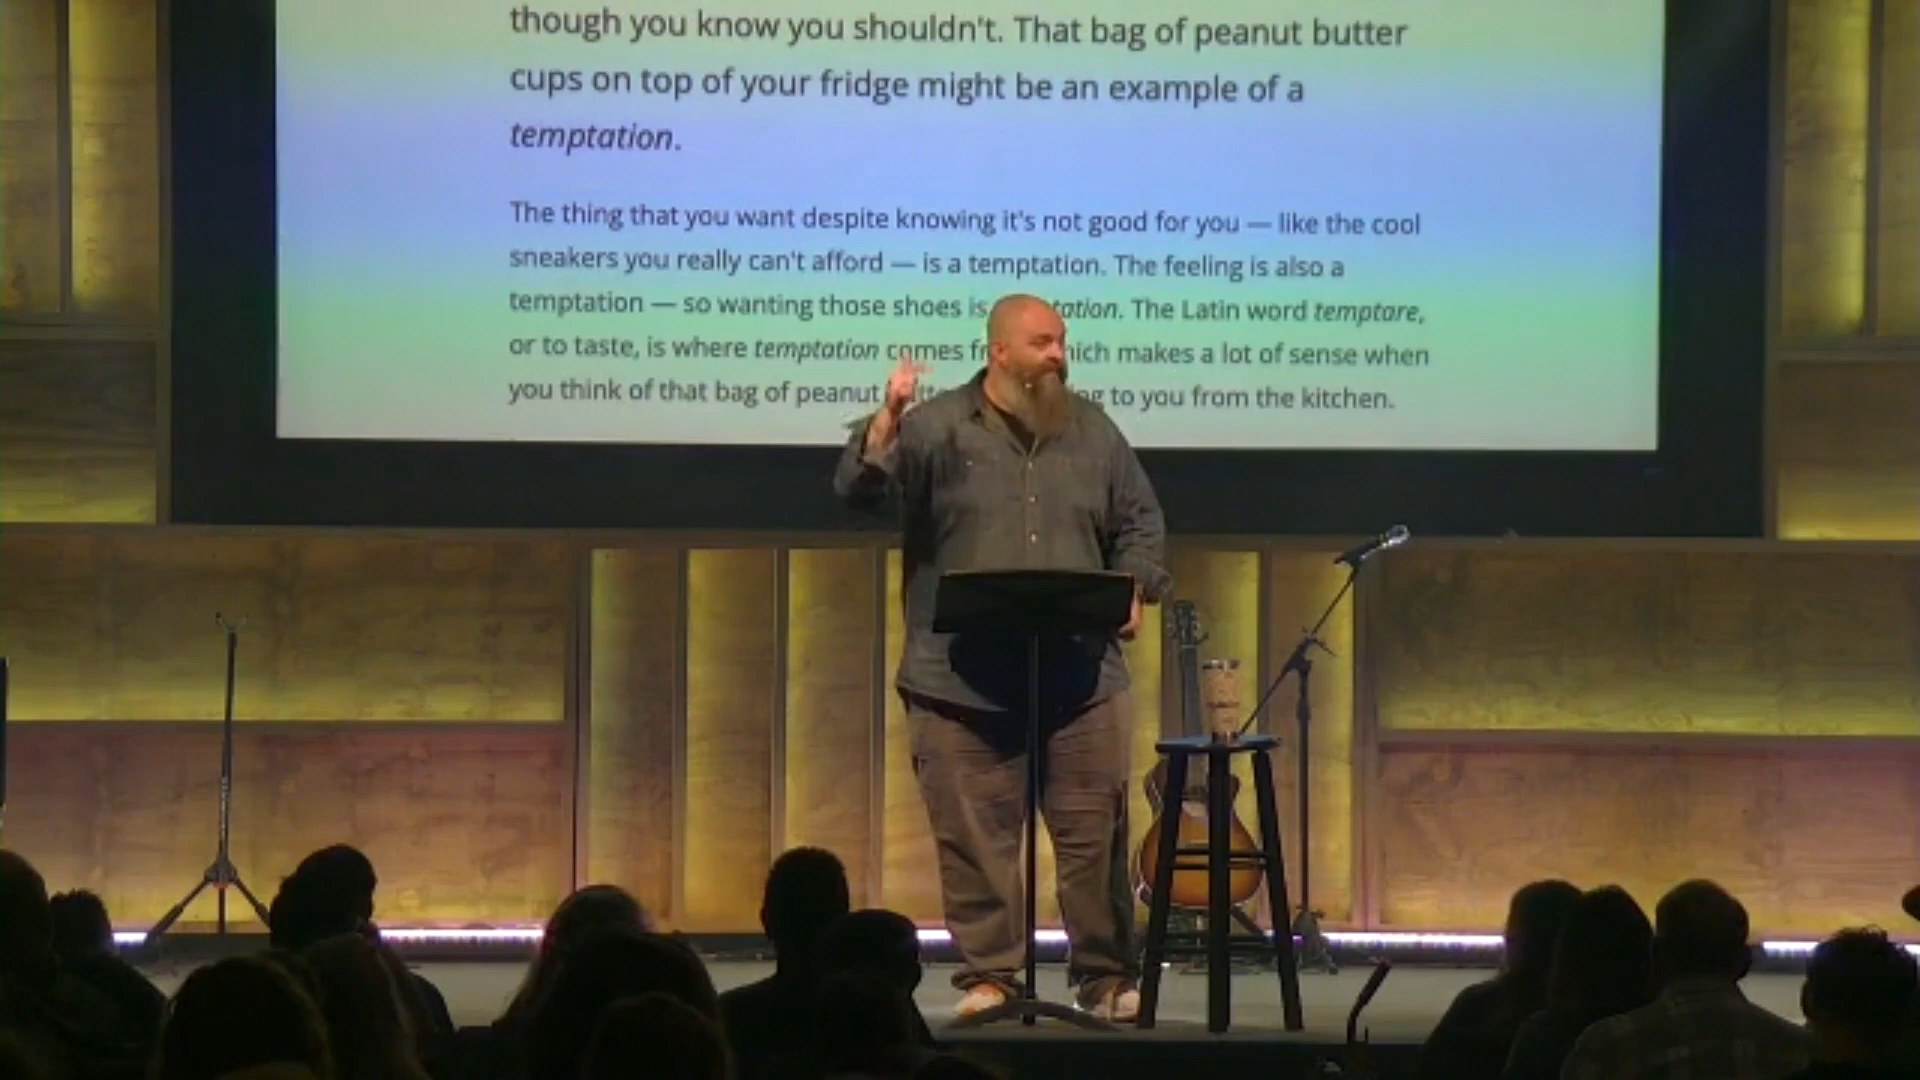 though you know you shouldn't. That bag of peanut butter
cups on top of your fridge might be an example of a
temptation.
The thing that you want despite knowing it's not good for you — like the cool
sneakers you really can't afford — is a temptation. The feeling is also a
temptation — so wanting those shoes is The Latin word temptare,
or to taste, is where temptation comes which makes a lot of sense when
you think of that bag of peanut to you from the kitchen.